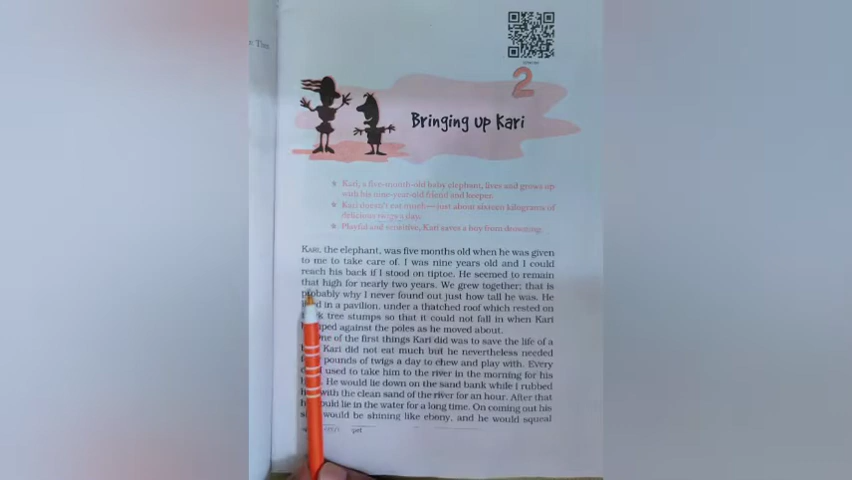 2
Bringing up Kari
Kari, a five-month-old baby elephant, lives and grows up
with his nine-year-old friend and keeper.
Kari doesn't eat much — just about sixteen kilograms of
delicious twigs a day.
Playful and sensitive, Kari saves a boy from drowning.
KARI, the elephant, was five months old when he was given
to me to take care of. I was nine years old and I could
reach his back if I stood on tiptoe. He seemed to remain
that high for nearly two years. We grew together; that is
probably why I never found out just how tall he was. He
in a pavilion, under a thatched roof which rested on
tree stumps so that it could not fall in when Kari
against the poles as he moved about.
One of the first things Kari did was to save the life of a
Kari did not eat much but he nevertheless needed
pounds of twigs a day to chew and play with. Every
I used to take him to the river in the morning for his
He would lie down on the sand bank while I rubbed
with the clean sand of the river for an hour. After that
he would lie in the water for a long time. On coming out his
would be shining like ebony, and he would squeal
get